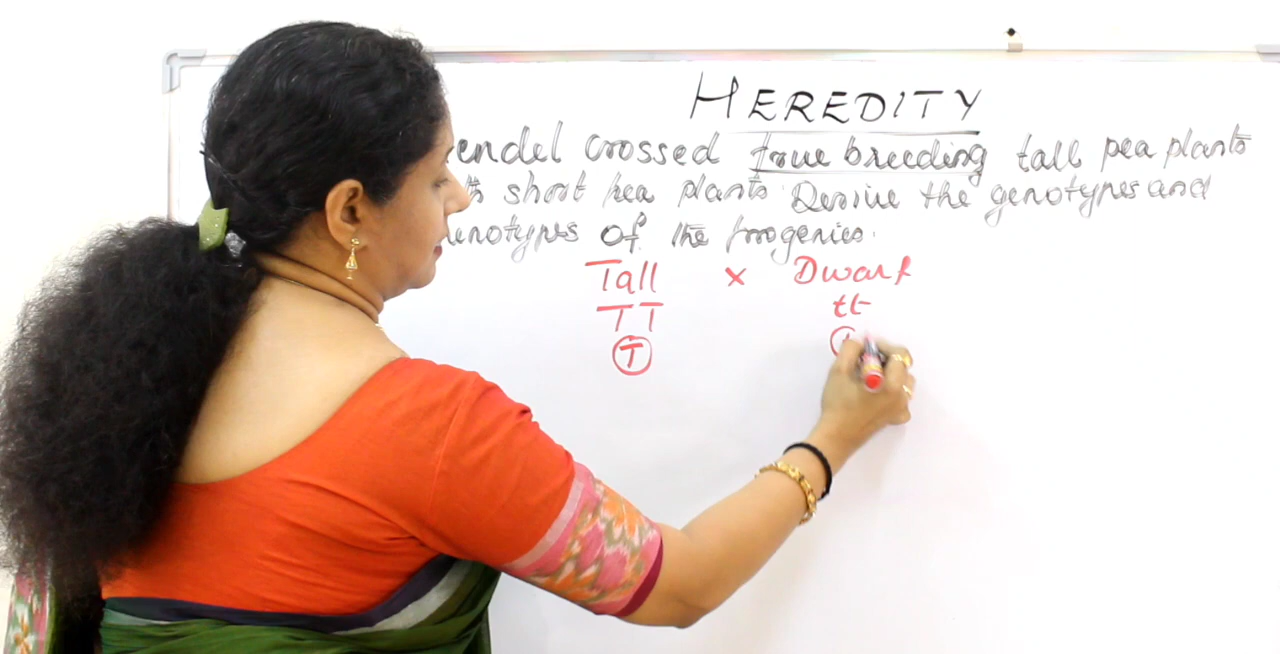 HEREDITY
endel crossed true breeding tall pea plants
th short pea plants. Derive the genotypes and
enotypes of the progenies.
Tall x Dwarf
TT tt
T